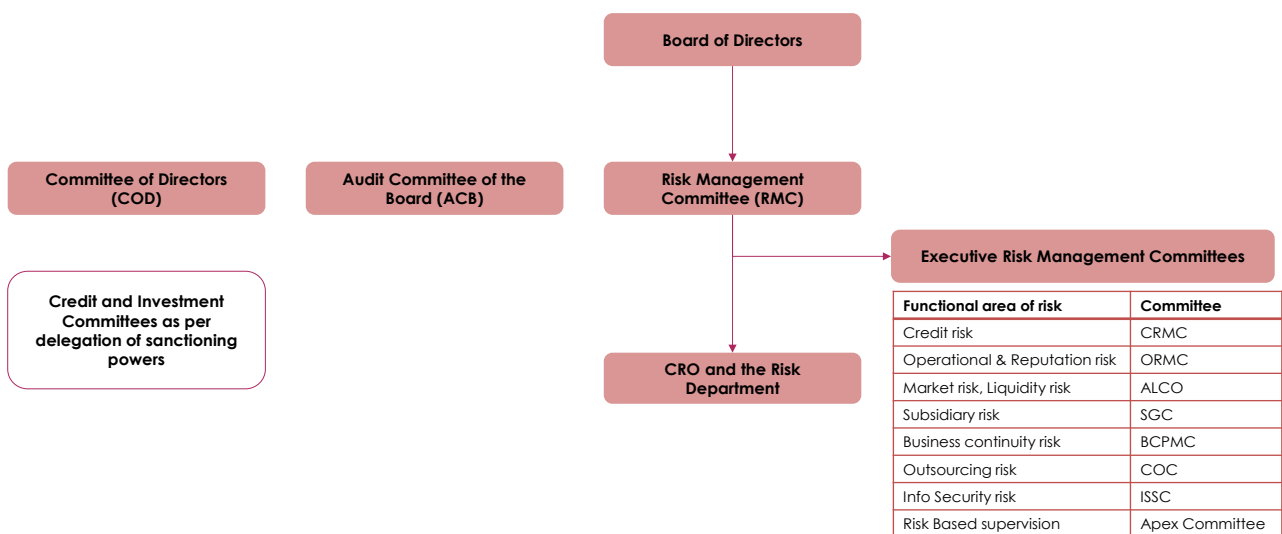 Board of Directors
Committee of Directors
(COD)
Audit Committee of the
Board (ACB)
Risk Management
Committee (RMC)
Executive Risk Management Committees
Credit and Investment
Committees as per
delegation of sanctioning
powers
CRO and the Risk
Department
Functional area of risk Committee
Credit risk CRMC
Operational & Reputation risk ORMC
Market risk, Liquidity risk ALCO
Subsidiary risk SGC
Business continuity risk BCPMC
Outsourcing risk COC
Info Security risk ISSC
Risk Based supervision Apex Committee